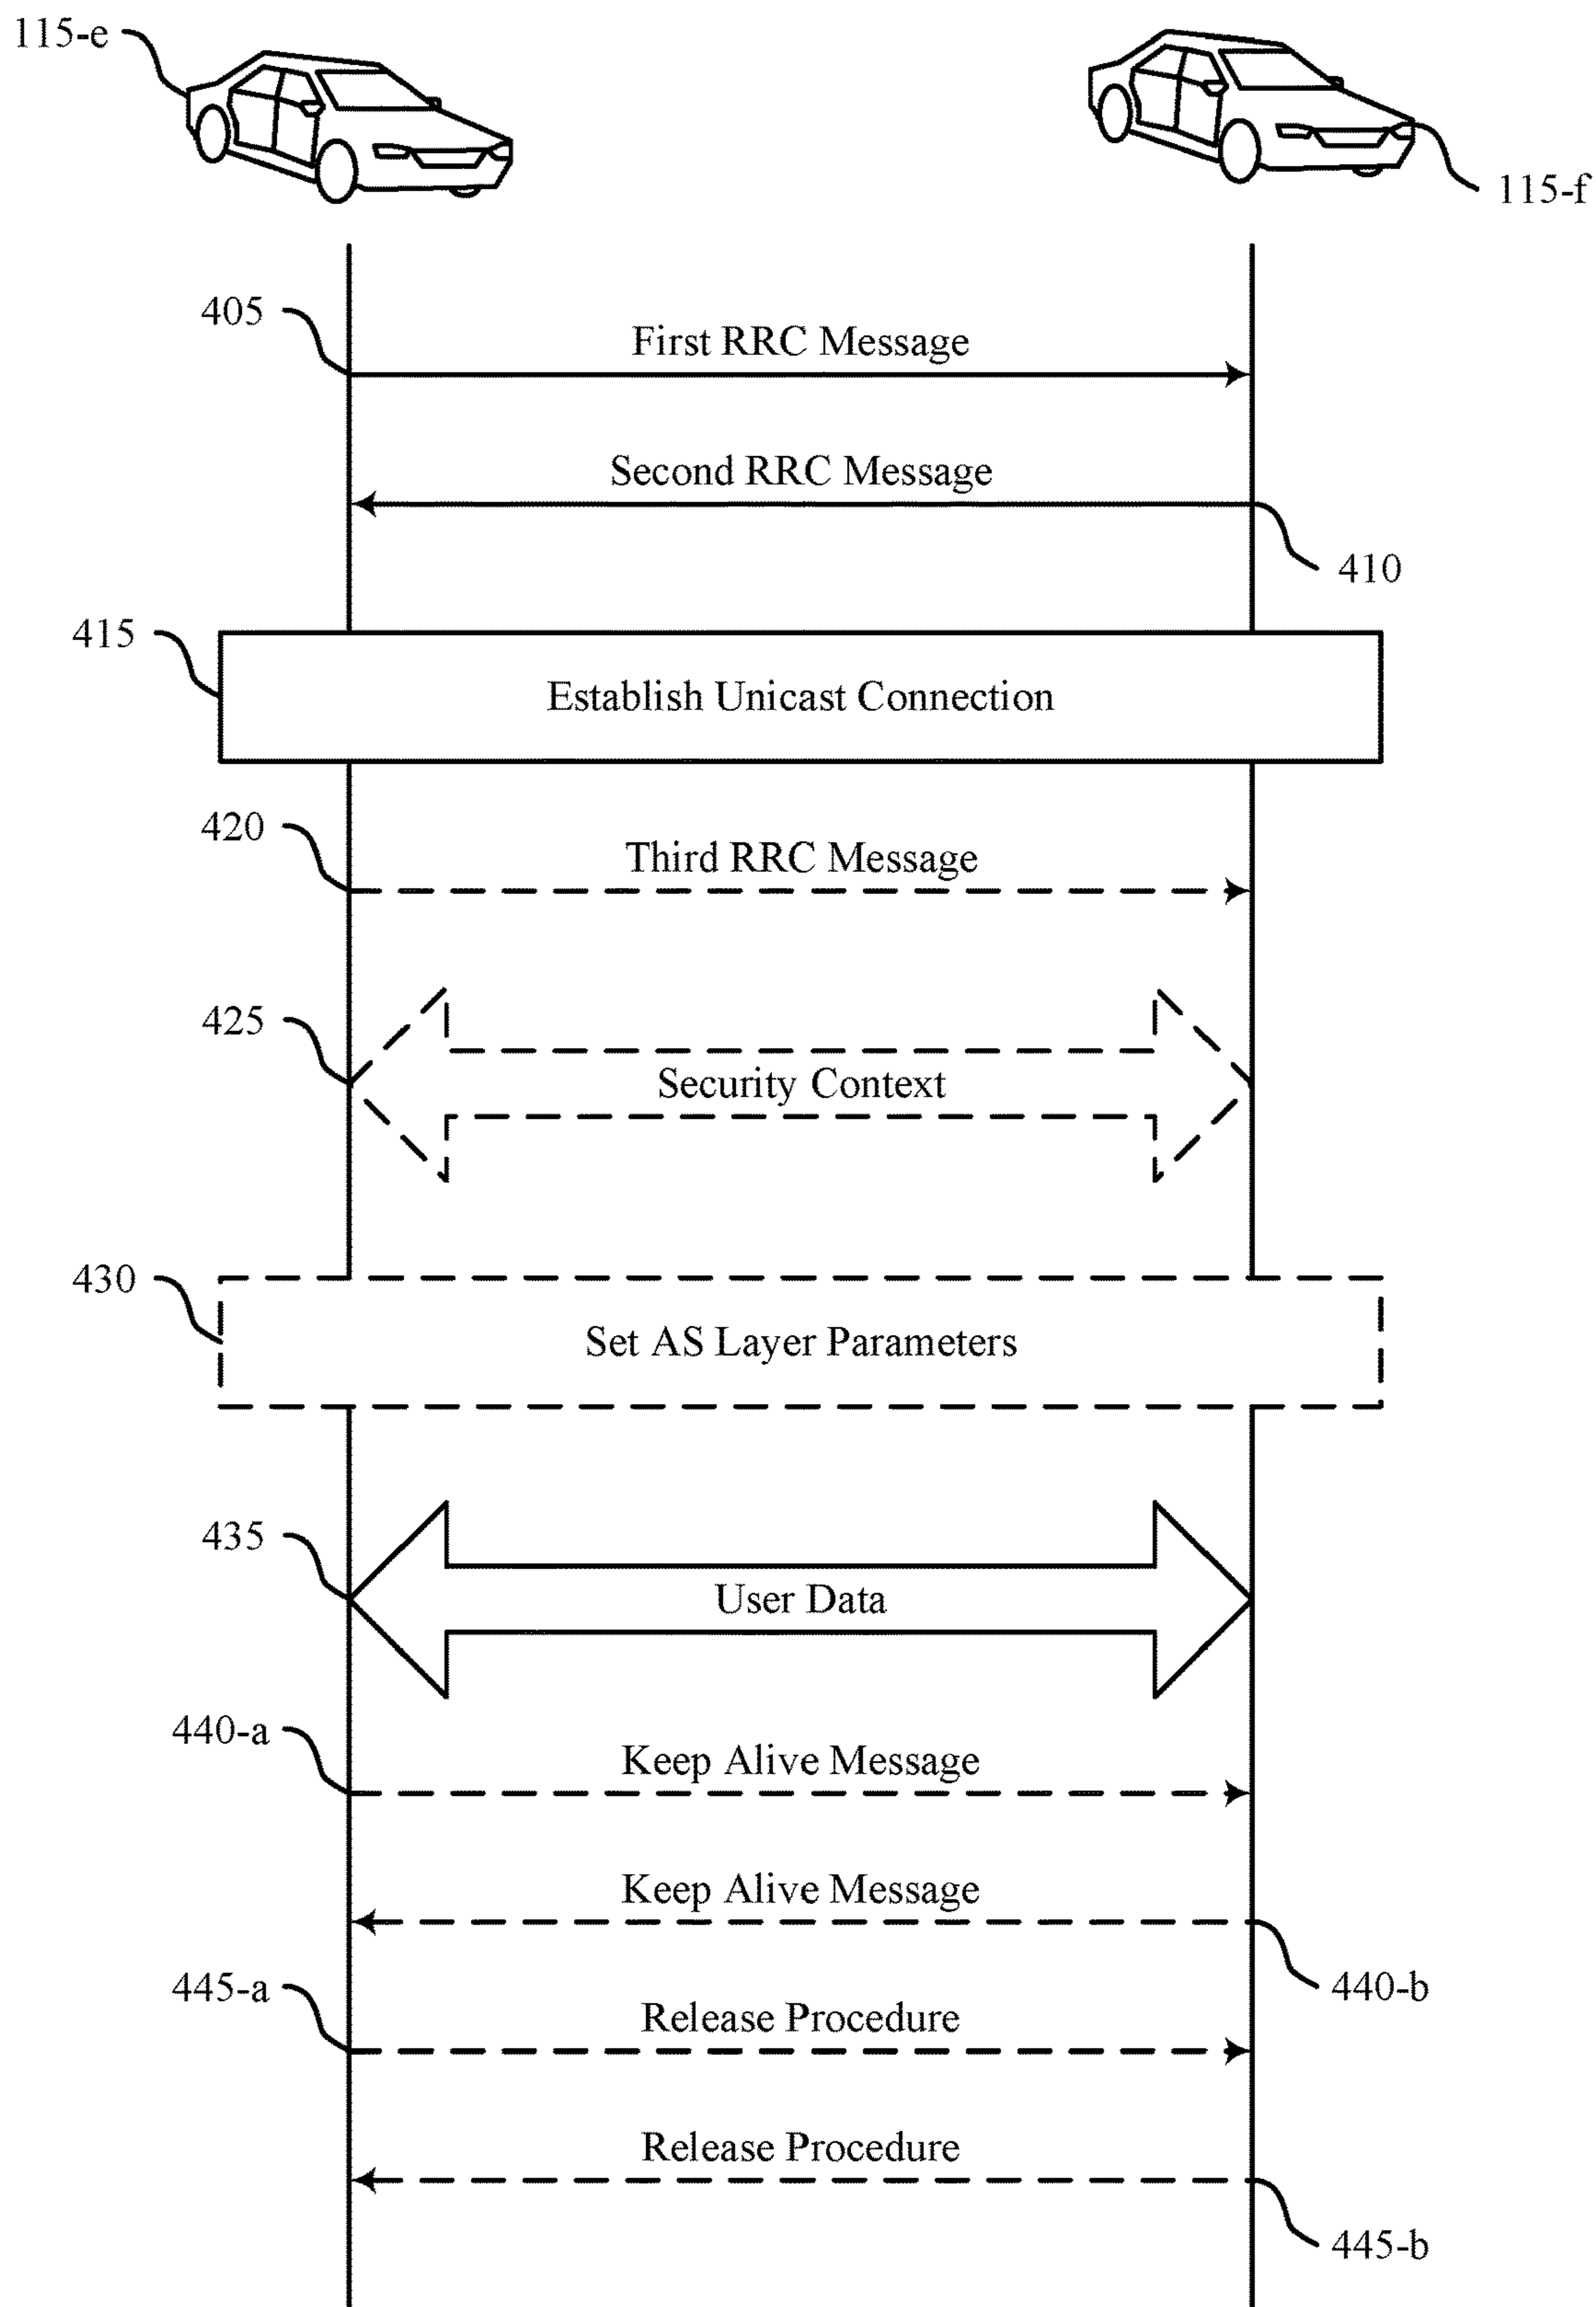 115-e
115-f
405
First RRC Message
Second RRC Message
410
415
Establish Unicast Connection
420
Third RRC Message
425
Security Context
430
Set AS Layer Parameters
435
User Data
440-a
Keep Alive Message
Keep Alive Message
440-b
445-a
Release Procedure
Release Procedure
445-b